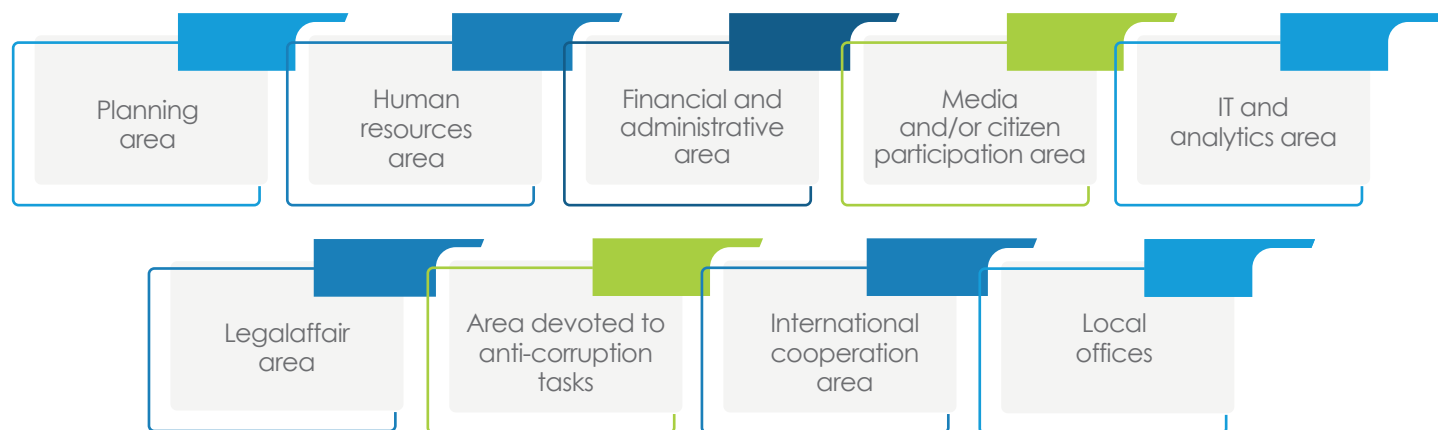 Planning
area
Human
resources
area
Financial and
administrative
area
Media
and/or citizen
participation area
IT and
analytics area
Legalaffair
area
Area devoted to
anti-corruption
tasks
International
cooperation
area
Local
offices